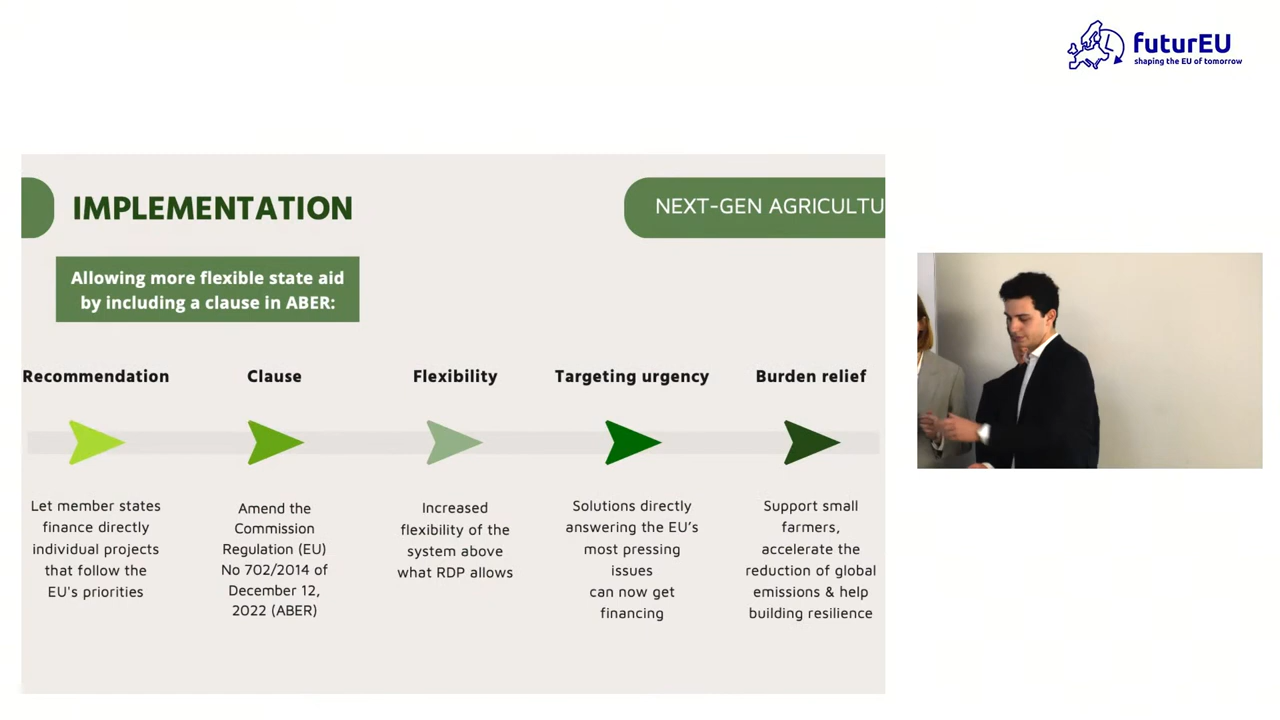 futurEU
shaping the EU of tomorrow
IMPLEMENTATION
NEXT-GEN AGRICULTU
Allowing more flexible state aid
by including a clause in ABER:
Recommendation
Let member states
finance directly
individual projects
that follow the
EU's priorities
Clause
Amend the
Commission
Regulation (EU)
No 702/2014 of
December 12,
2022 (ABER)
Flexibility
Increased
flexibility of the
system above
what RDP allows
Targeting urgency
Solutions directly
answering the EU’s
most pressing
issues
can now get
financing
Burden relief
Support small
farmers,
accelerate the
reduction of global
emissions & help
building resilience